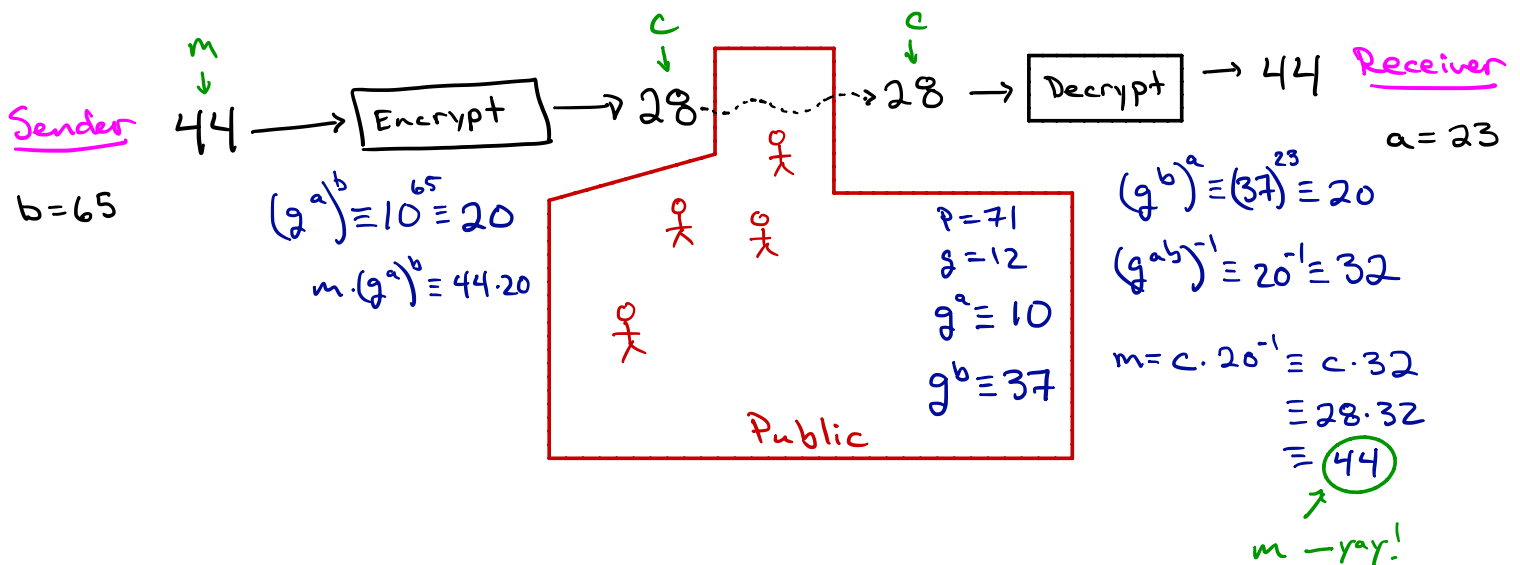 Sender
m
↓
44 → Encrypt → 28
c
↓
c
↓
28 → Decrypt → 44
Receiver
b=65
(g^a)^b ≡ 10^65 ≡ 20
m·(g^a)^b ≡ 44·20
p=71
g=12
g^a ≡ 10
g^b ≡ 37
Public
a=23
(g^b)^a ≡ (37)^23 ≡ 20
(g^ab)^-1 ≡ 20^-1 ≡ 32
m = c·20^-1 ≡ c·32
≡ 28·32
≡ 44
m – yay!